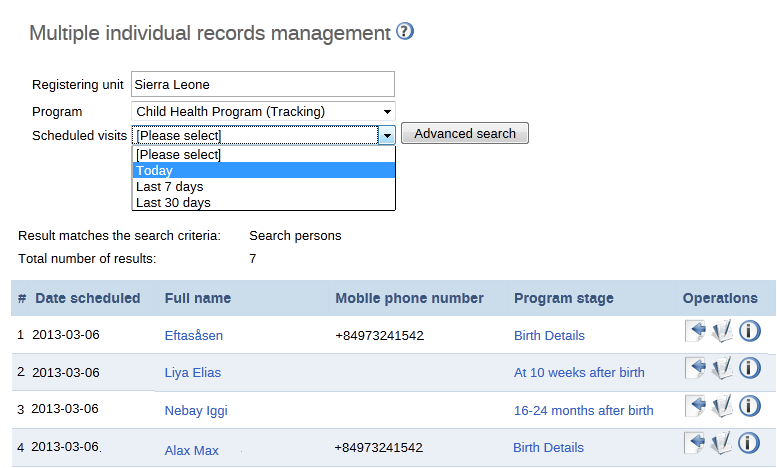 Multiple individual records management ?
Registering unit Sierra Leone
Program Child Health Program (Tracking)
Scheduled visits [Please select] Advanced search
[Please select]
Today
Last 7 days
Last 30 days
Result matches the search criteria: Search persons
Total number of results: 7
# Date scheduled Full name Mobile phone number Program stage Operations
1 2013-03-06 Eftasåsen +84973241542 Birth Details
2 2013-03-06 Liya Elias At 10 weeks after birth
3 2013-03-06 Nebay Iggi 16-24 months after birth
4 2013-03-06. Alax Max +84973241542 Birth Details